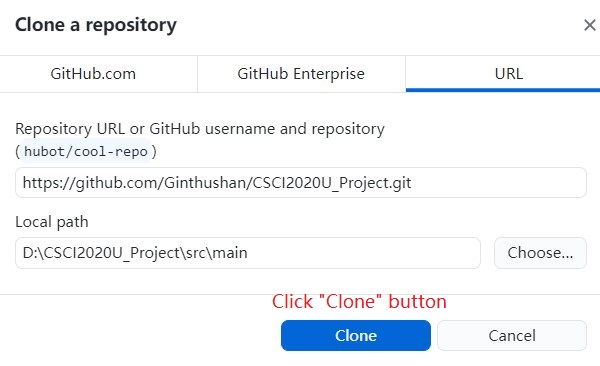 Clone a repository
GitHub.com
GitHub Enterprise
URL
Repository URL or GitHub username and repository
(hubot/cool-repo)
https://github.com/Ginthushan/CSCI2020U_Project.git
Local path
D:\CSCI2020U_Project\src\main
Choose...
Click "Clone" button
Clone
Cancel